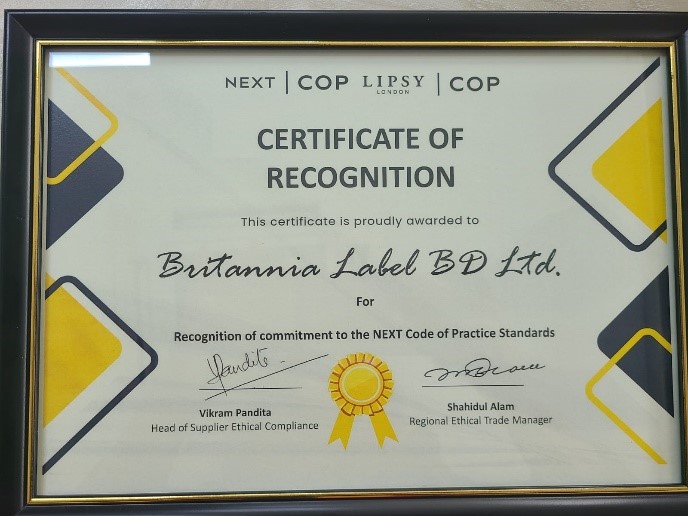 NEXT | COP LIPSY LONDON | COP
CERTIFICATE OF
RECOGNITION
This certificate is proudly awarded to
Britannia Label BD Ltd.
For
Recognition of commitment to the NEXT Code of Practice Standards
Vikram Pandita
Head of Supplier Ethical Compliance
Shahidul Alam
Regional Ethical Trade Manager